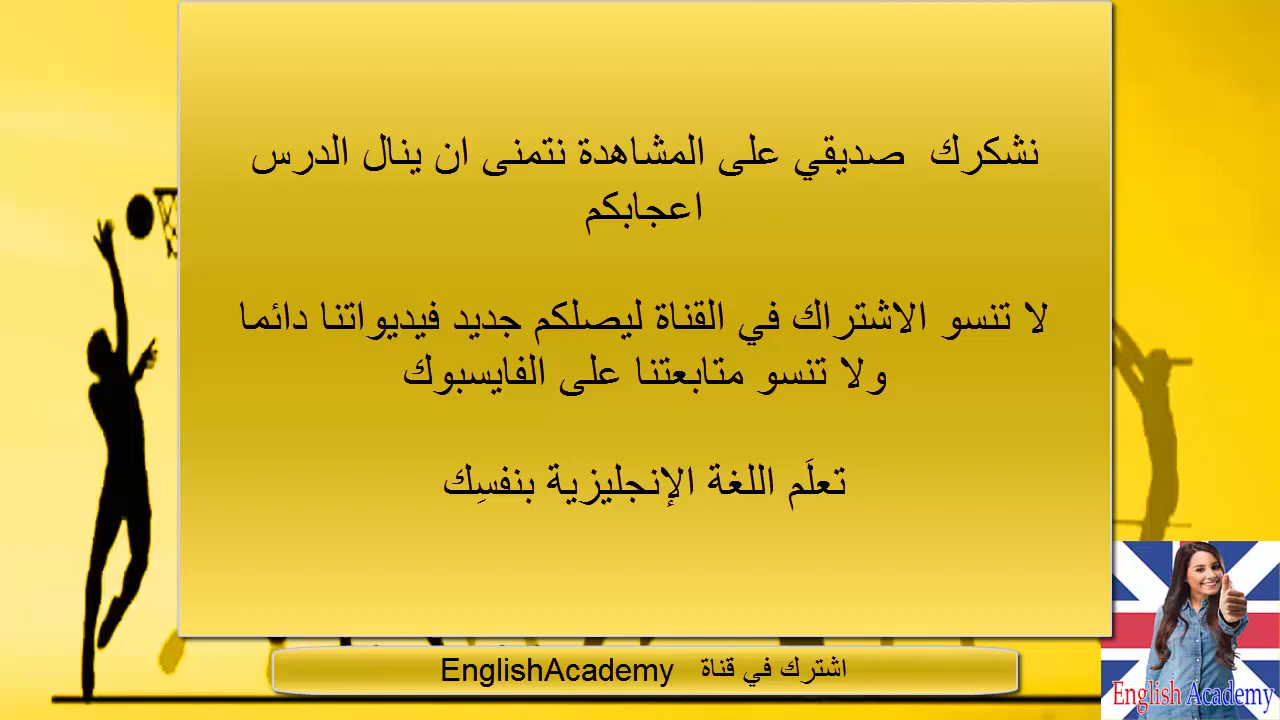 نشكرك صديقي على المشاهدة نتمنى ان ينال الدرس
اعجابكم
لا تنسو الاشتراك في القناة ليصلكم جديد فيديواتنا دائما
ولا تنسو متابعتنا على الفايسبوك
تعلَم اللغة الإنجليزية بنفسِك
اشترك في قناة EnglishAcademy
English Academy